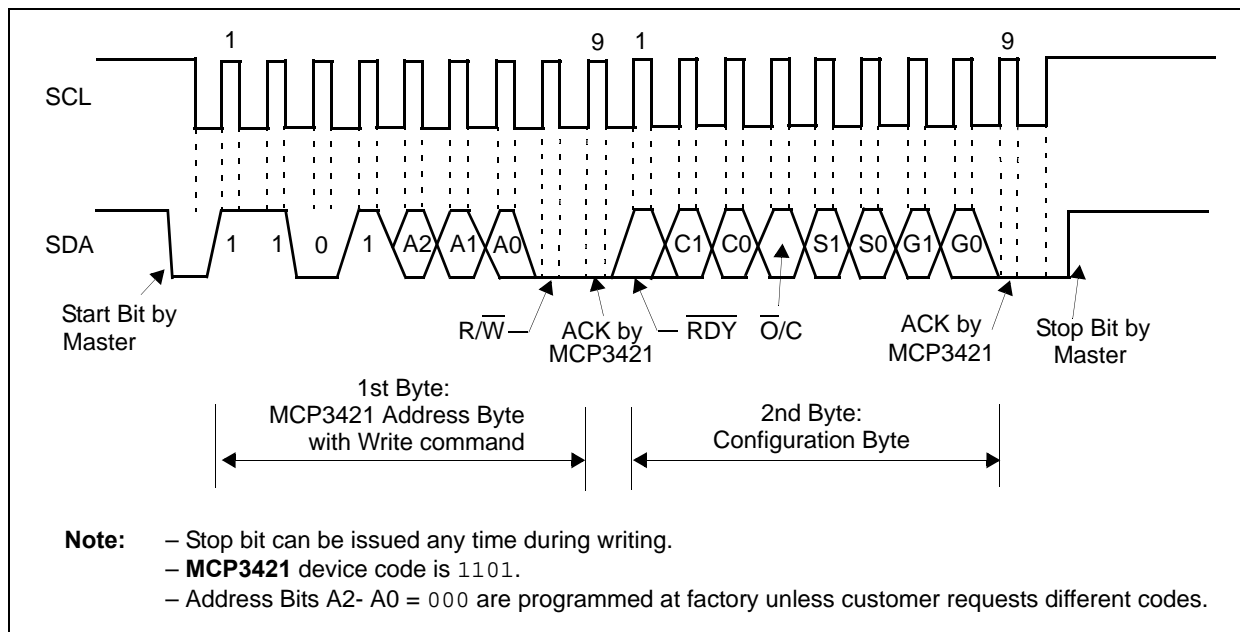 1 9 1 9
SCL
SDA
1 1 0 1 A2 A1 A0 C1 C0 S1 S0 G1 G0
Start Bit by
Master
R/W̅
ACK by
MCP3421
R̅D̅Y̅
O̅/C
ACK by
MCP3421
Stop Bit by
Master
1st Byte:
MCP3421 Address Byte
with Write command
2nd Byte:
Configuration Byte
Note: – Stop bit can be issued any time during writing.
– MCP3421 device code is 1101.
– Address Bits A2- A0 = 000 are programmed at factory unless customer requests different codes.